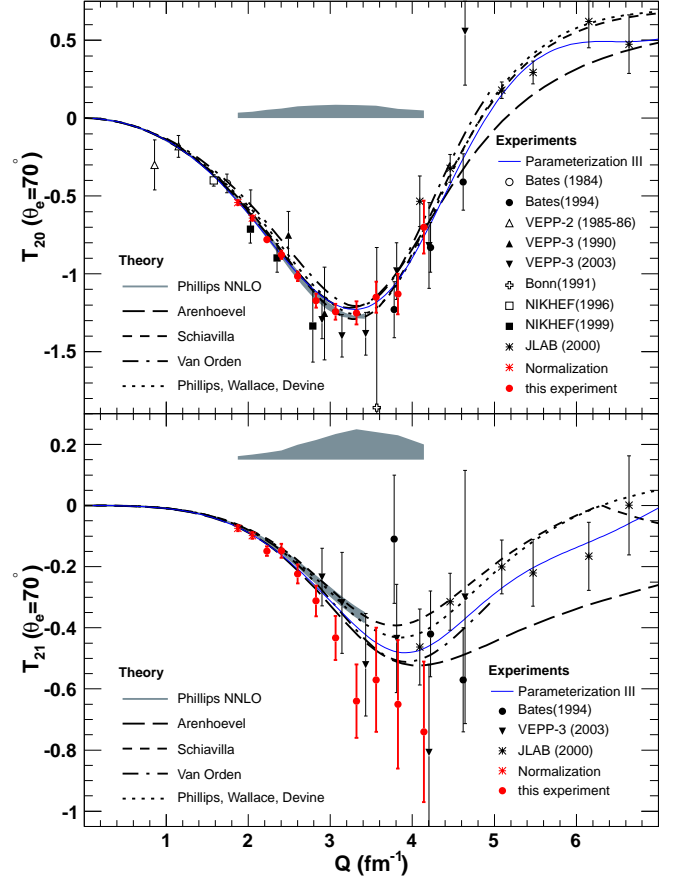 0.5
0
-0.5
-1
-1.5
T20 (θe=70°)
Theory
Phillips NNLO
Arenhoevel
Schiavilla
Van Orden
Phillips, Wallace, Devine
Experiments
Parameterization III
Bates (1984)
Bates(1994)
VEPP-2 (1985-86)
VEPP-3 (1990)
VEPP-3 (2003)
Bonn(1991)
NIKHEF(1996)
NIKHEF(1999)
JLAB (2000)
Normalization
this experiment
0.2
0
-0.2
-0.4
-0.6
-0.8
-1
T21 (θe=70°)
Theory
Phillips NNLO
Arenhoevel
Schiavilla
Van Orden
Phillips, Wallace, Devine
Experiments
Parameterization III
Bates(1994)
VEPP-3 (2003)
JLAB (2000)
Normalization
this experiment
0 1 2 3 4 5 6 7
Q (fm⁻¹)